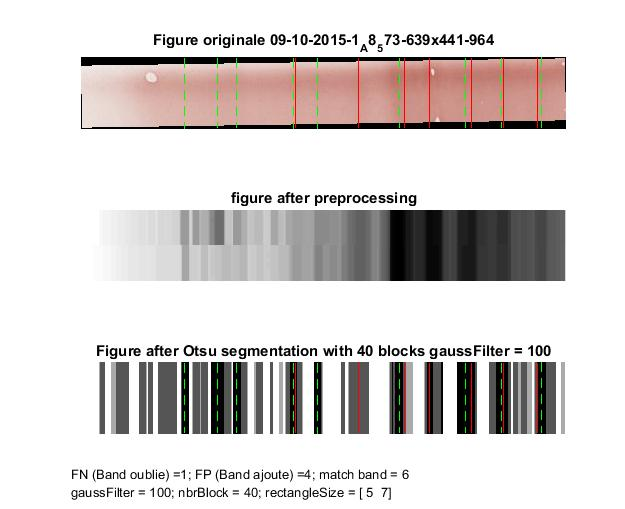 Figure originale 09-10-2015-1A8573-639x441-964
figure after preprocessing
Figure after Otsu segmentation with 40 blocks gaussFilter = 100
FN (Band oublie) =1; FP (Band ajoute) =4; match band = 6
gaussFilter = 100; nbrBlock = 40; rectangleSize = [ 5 7]